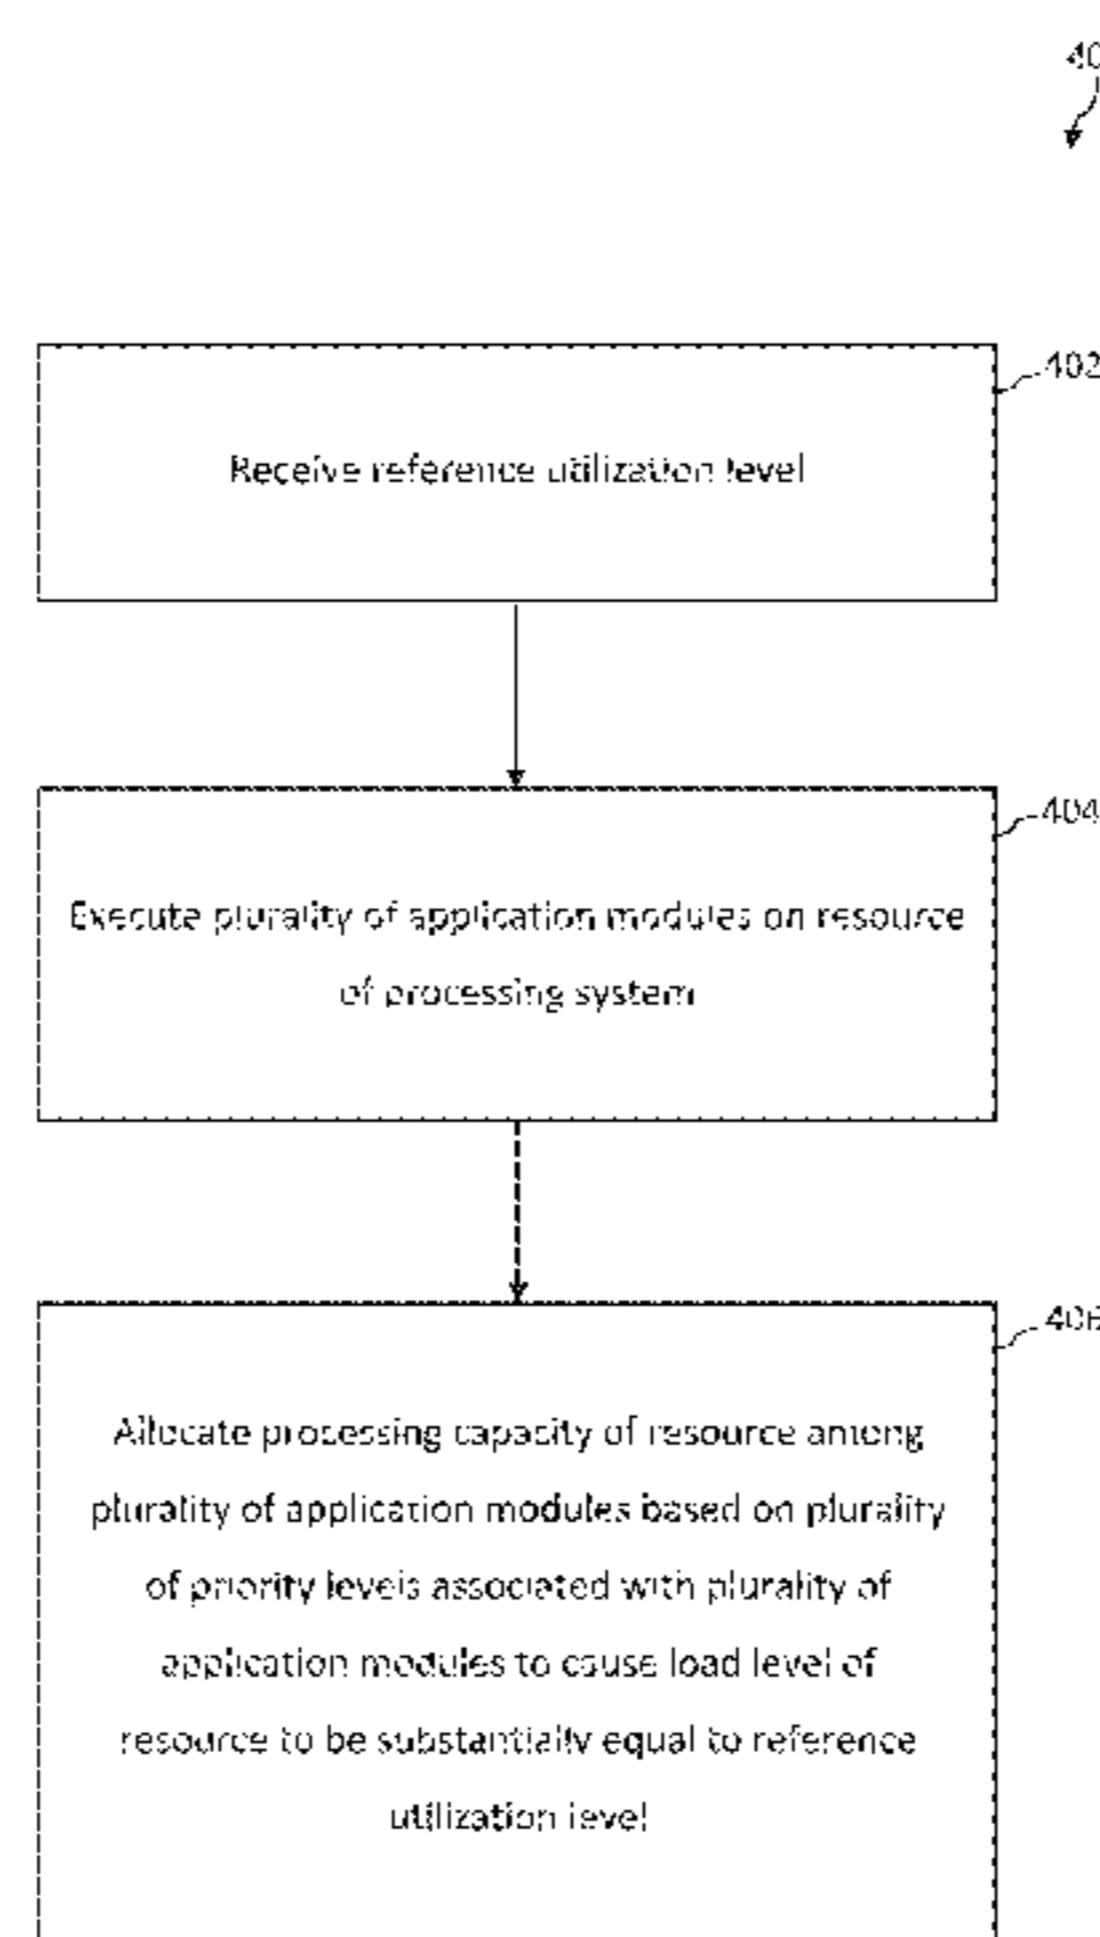 40
402
Receive reference utilization level
404
Execute plurality of application modules on resource
of processing system
406
Allocate processing capacity of resource among
plurality of application modules based on plurality
of priority levels associated with plurality of
application modules to cause load level of
resource to be substantially equal to reference
utilization level